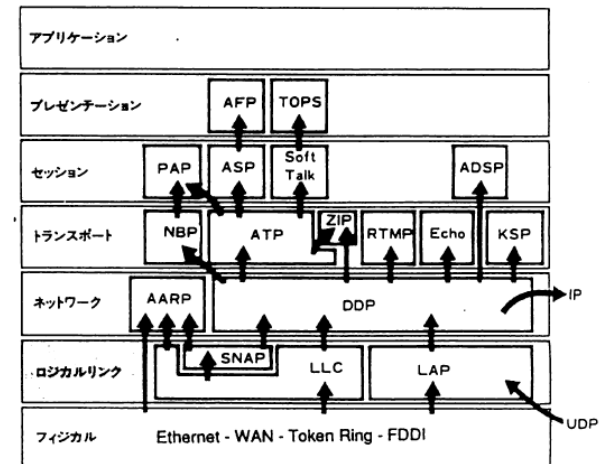 アプリケーション
プレゼンテーション
AFP
TOPS
セッション
PAP
ASP
Soft
Talk
ADSP
トランスポート
NBP
ATP
ZIP
RTMP
Echo
KSP
ネットワーク
AARP
DDP
IP
ロジカルリンク
SNAP
LLC
LAP
UDP
フィジカル
Ethernet - WAN - Token Ring - FDDI